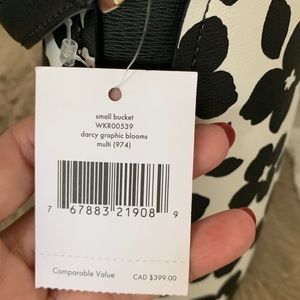 small bucket
WKR00539
darcy graphic blooms
multi (974)
7 67883 21908 9
Comparable Value CAD $399.00